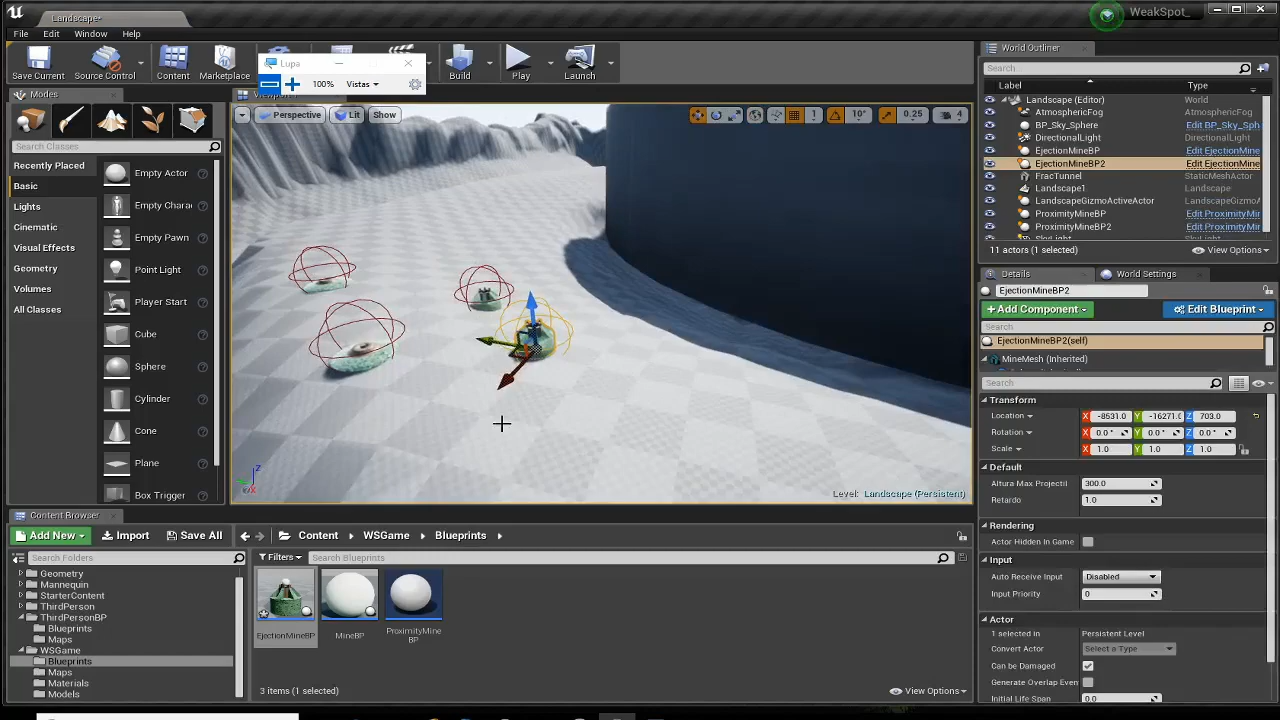 Landscape*
WeakSpot_
File Edit Window Help
Save Current
Source Control
Content
Marketplace
Build
Play
Launch
Lupa
100%
Vistas
Modes
Search Classes
Recently Placed
Basic
Lights
Cinematic
Visual Effects
Geometry
Volumes
All Classes
Empty Actor
Empty Chara
Empty Pawn
Point Light
Player Start
Cube
Sphere
Cylinder
Cone
Plane
Box Trigger
Perspective
Lit
Show
10°
0.25
4
Level: Landscape (Persistent)
World Outliner
Search
Label Type
Landscape (Editor) World
AtmosphericFog AtmosphericFog
BP_Sky_Sphere Edit BP_Sky_Sph
DirectionalLight DirectionalLight
EjectionMineBP Edit EjectionMine
EjectionMineBP2 Edit EjectionMine
FracTunnel StaticMeshActor
Landscape1 Landscape
LandscapeGizmoActiveActor LandscapeGizmoA
ProximityMineBP Edit ProximityMin
ProximityMineBP2 Edit ProximityMin
11 actors (1 selected) View Options
Details
World Settings
EjectionMineBP2
Add Component
Edit Blueprint
Search
EjectionMineBP2(self)
MineMesh (Inherited)
Search
Transform
Location X -8531.0 Y -16271.0 Z 703.0
Rotation X 0.0 ° Y 0.0 ° Z 0.0 °
Scale X 1.0 Y 1.0 Z 1.0
Default
Altura Max Projectil 300.0
Retardo 1.0
Rendering
Actor Hidden In Game
Input
Auto Receive Input Disabled
Input Priority 0
Actor
1 selected in Persistent Level
Convert Actor Select a Type
Can be Damaged
Generate Overlap Even
Initial Life Span 0.0
Content Browser
Add New
Import
Save All
Content WSGame Blueprints
Search Folders
Filters
Search Blueprints
Geometry
Mannequin
StarterContent
ThirdPerson
ThirdPersonBP
Blueprints
Maps
WSGame
Blueprints
Maps
Materials
Models
EjectionMineBP
MineBP
ProximityMine
BP
3 items (1 selected)
View Options